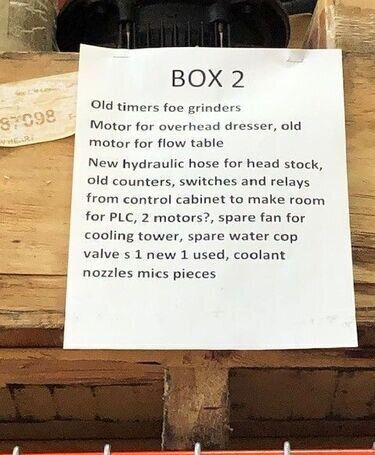 BOX 2
Old timers foe grinders
Motor for overhead dresser, old
motor for flow table
New hydraulic hose for head stock,
old counters, switches and relays
from control cabinet to make room
for PLC, 2 motors?, spare fan for
cooling tower, spare water cop
valve s 1 new 1 used, coolant
nozzles mics pieces
87098